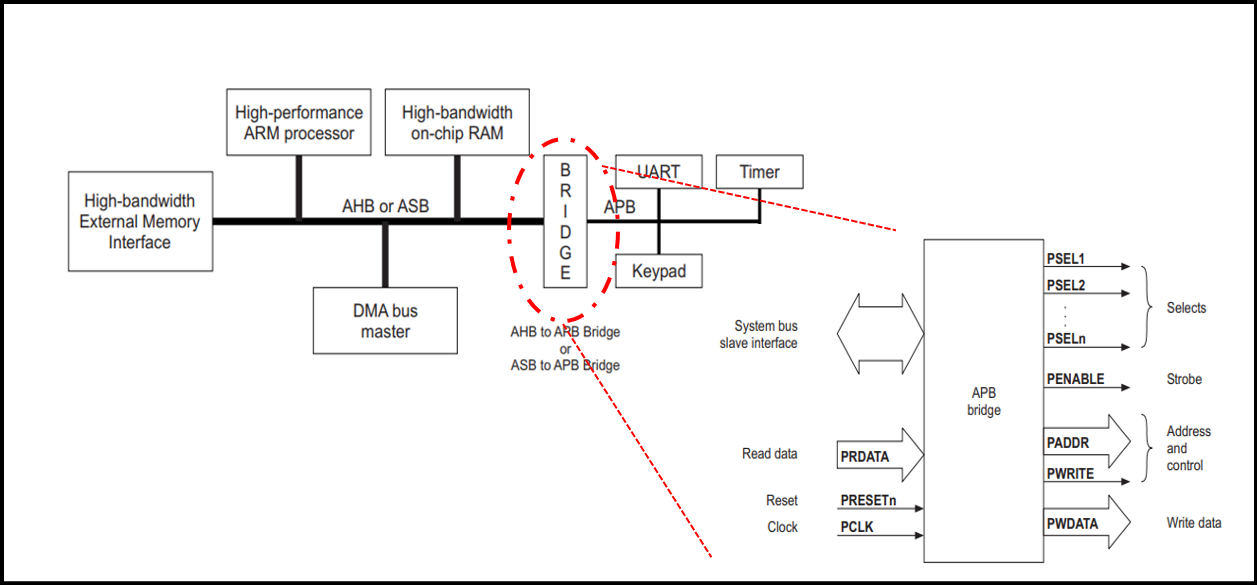 High-performance
ARM processor
High-bandwidth
on-chip RAM
High-bandwidth
External Memory
Interface
AHB or ASB
B
R
I
D
G
E
UART
Timer
APB
Keypad
DMA bus
master
AHB to APB Bridge
or
ASB to APB Bridge
System bus
slave interface
Read data
PRDATA
Reset
PRESETn
Clock
PCLK
APB
bridge
PSEL1
PSEL2
PSELn
Selects
PENABLE
Strobe
PADDR
PWRITE
Address
and
control
PWDATA
Write data